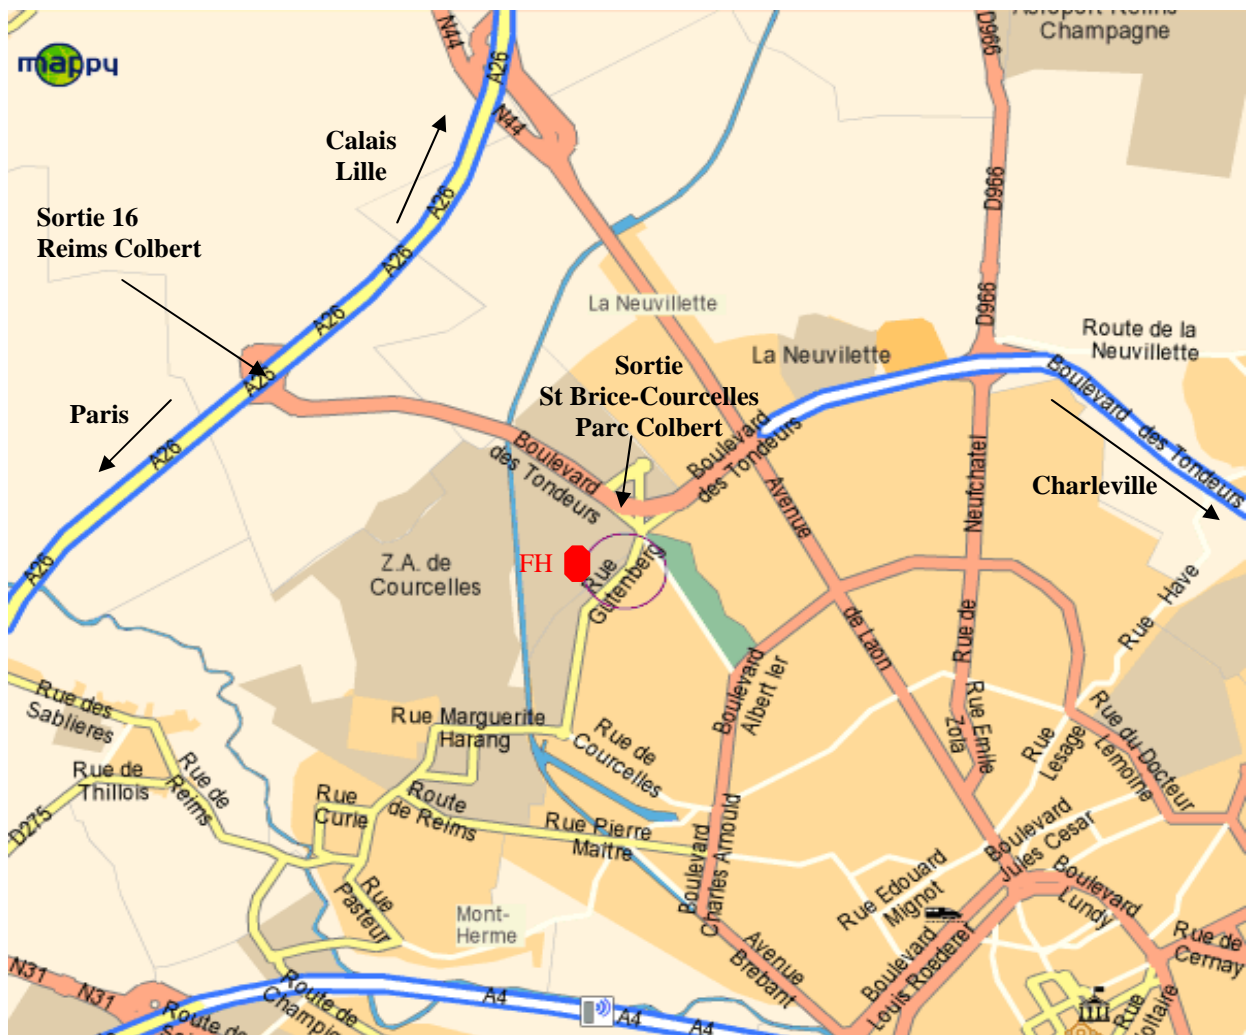 mappy
N44
A26
Aéroport Reims
Champagne
D966
N44
Calais
Lille
A26
D966
Sortie 16
Reims Colbert
A26
La Neuvillette
D966
A26
Route de la
Neuvillette
La Neuvilette
Sortie
St Brice-Courcelles
Parc Colbert
A26
Paris
Boulevard
des Tondeurs
Boulevard
des Tondeurs
Boulevard des Tondeurs
A26
Charleville
Avenue
de Laon
Neufchatel
Rue de
Z.A. de
Courcelles
FH
Rue
Gutenberg
A26
Rue Have
Boulevard
Albert Ier
Rue des
Sablieres
Rue Marguerite
Harang
Rue de
Courcelles
Rue Emile
Zola
Rue
Lesage
Rue du Docteur
Lemoine
Rue de
Thillois
Rue de
Reims
Rue
Curie
Route
de Reims
Rue Pierre
Maître
D275
Boulevard
Charles Arnould
Boulevard
Jules Cesar
Rue Edouard
Mignot
Boulevard
Lundy
Rue
Pasteur
Mont-
Herme
Avenue
Brebant
Boulevard
Louis Roederer
Rue de
Cernay
N31
N31
Route de
Route de
A4
A4
A4
Rue